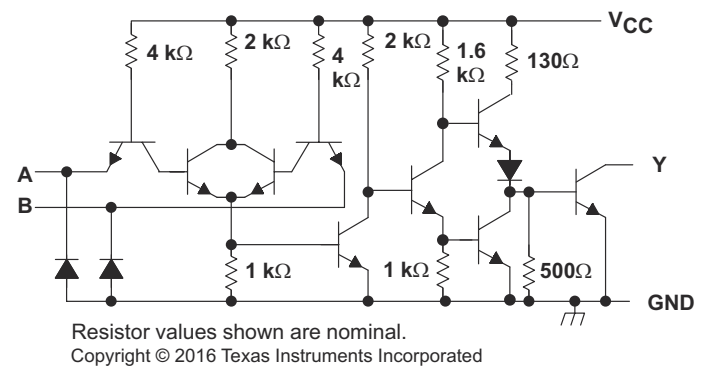 V_CC
4 kΩ
2 kΩ
4
kΩ
2 kΩ
1.6
kΩ
130Ω
A
B
Y
1 kΩ
1 kΩ
500Ω
GND
Resistor values shown are nominal.
Copyright © 2016 Texas Instruments Incorporated